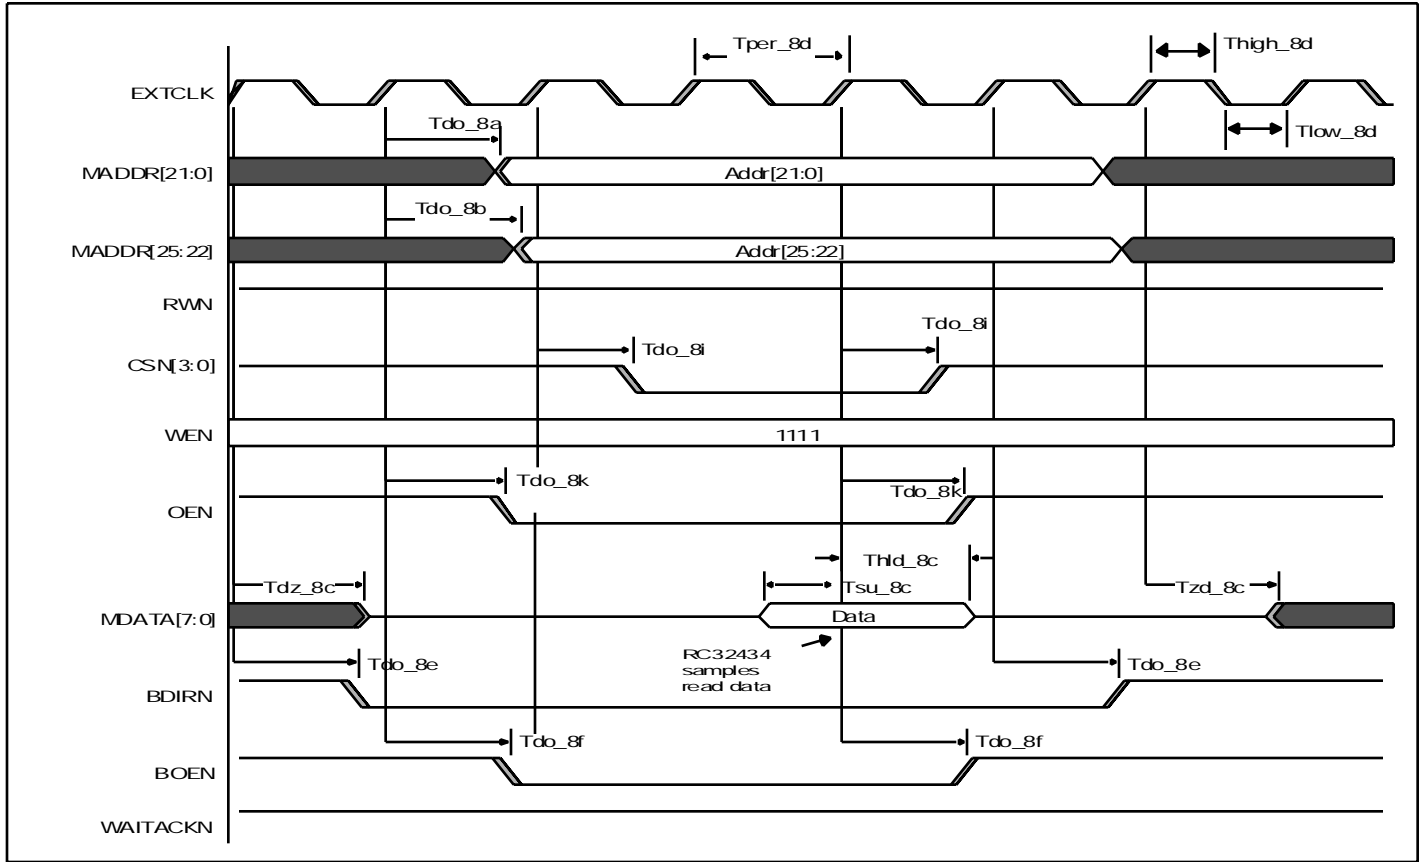 Tper_8d
Thigh_8d
EXTCLK
Tdo_8a
Tlow_8d
MADDR[21:0]
Addr[21:0]
Tdo_8b
MADDR[25:22]
Addr[25:22]
RWN
Tdo_8i
Tdo_8i
CSN[3:0]
WEN
1111
Tdo_8k
Tdo_8k
OEN
Thld_8c
Tdz_8c
Tsu_8c
Tzd_8c
MDATA[7:0]
Data
RC32434
samples
read data
Tdo_8e
Tdo_8e
BDIRN
Tdo_8f
Tdo_8f
BOEN
WAITACKN